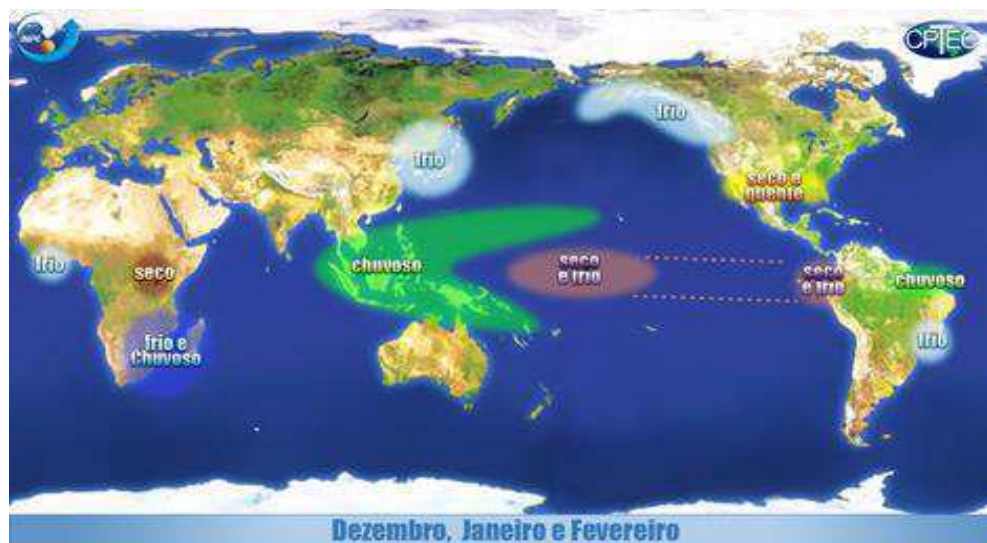 CPTEC
frio
frio
seco e
quente
frio
seco
chuvoso
seco
e frio
seco
e frio
chuvoso
frio e
Chuvoso
frio
Dezembro, Janeiro e Fevereiro